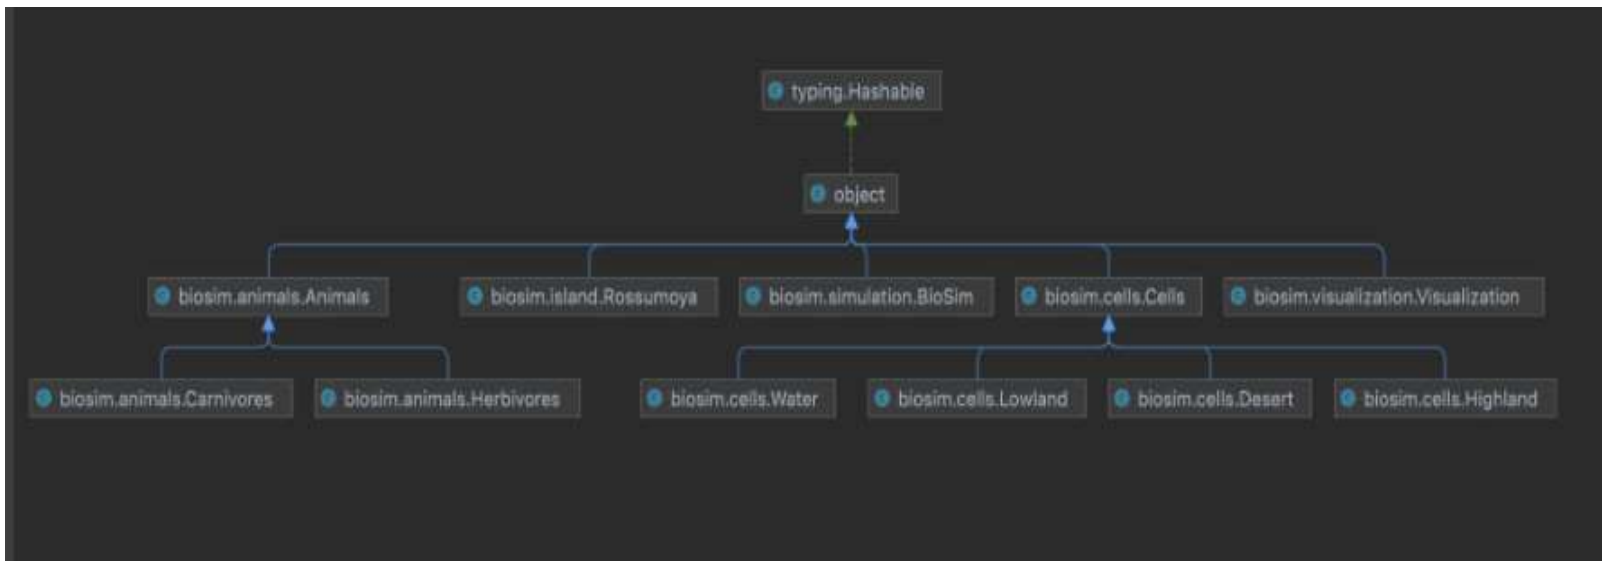 typing.Hashable
object
biosim.animals.Animals
biosim.island.Rossumoya
biosim.simulation.BioSim
biosim.cells.Cells
biosim.visualization.Visualization
biosim.animals.Carnivores
biosim.animals.Herbivores
biosim.cells.Water
biosim.cells.Lowland
biosim.cells.Desert
biosim.cells.Highland